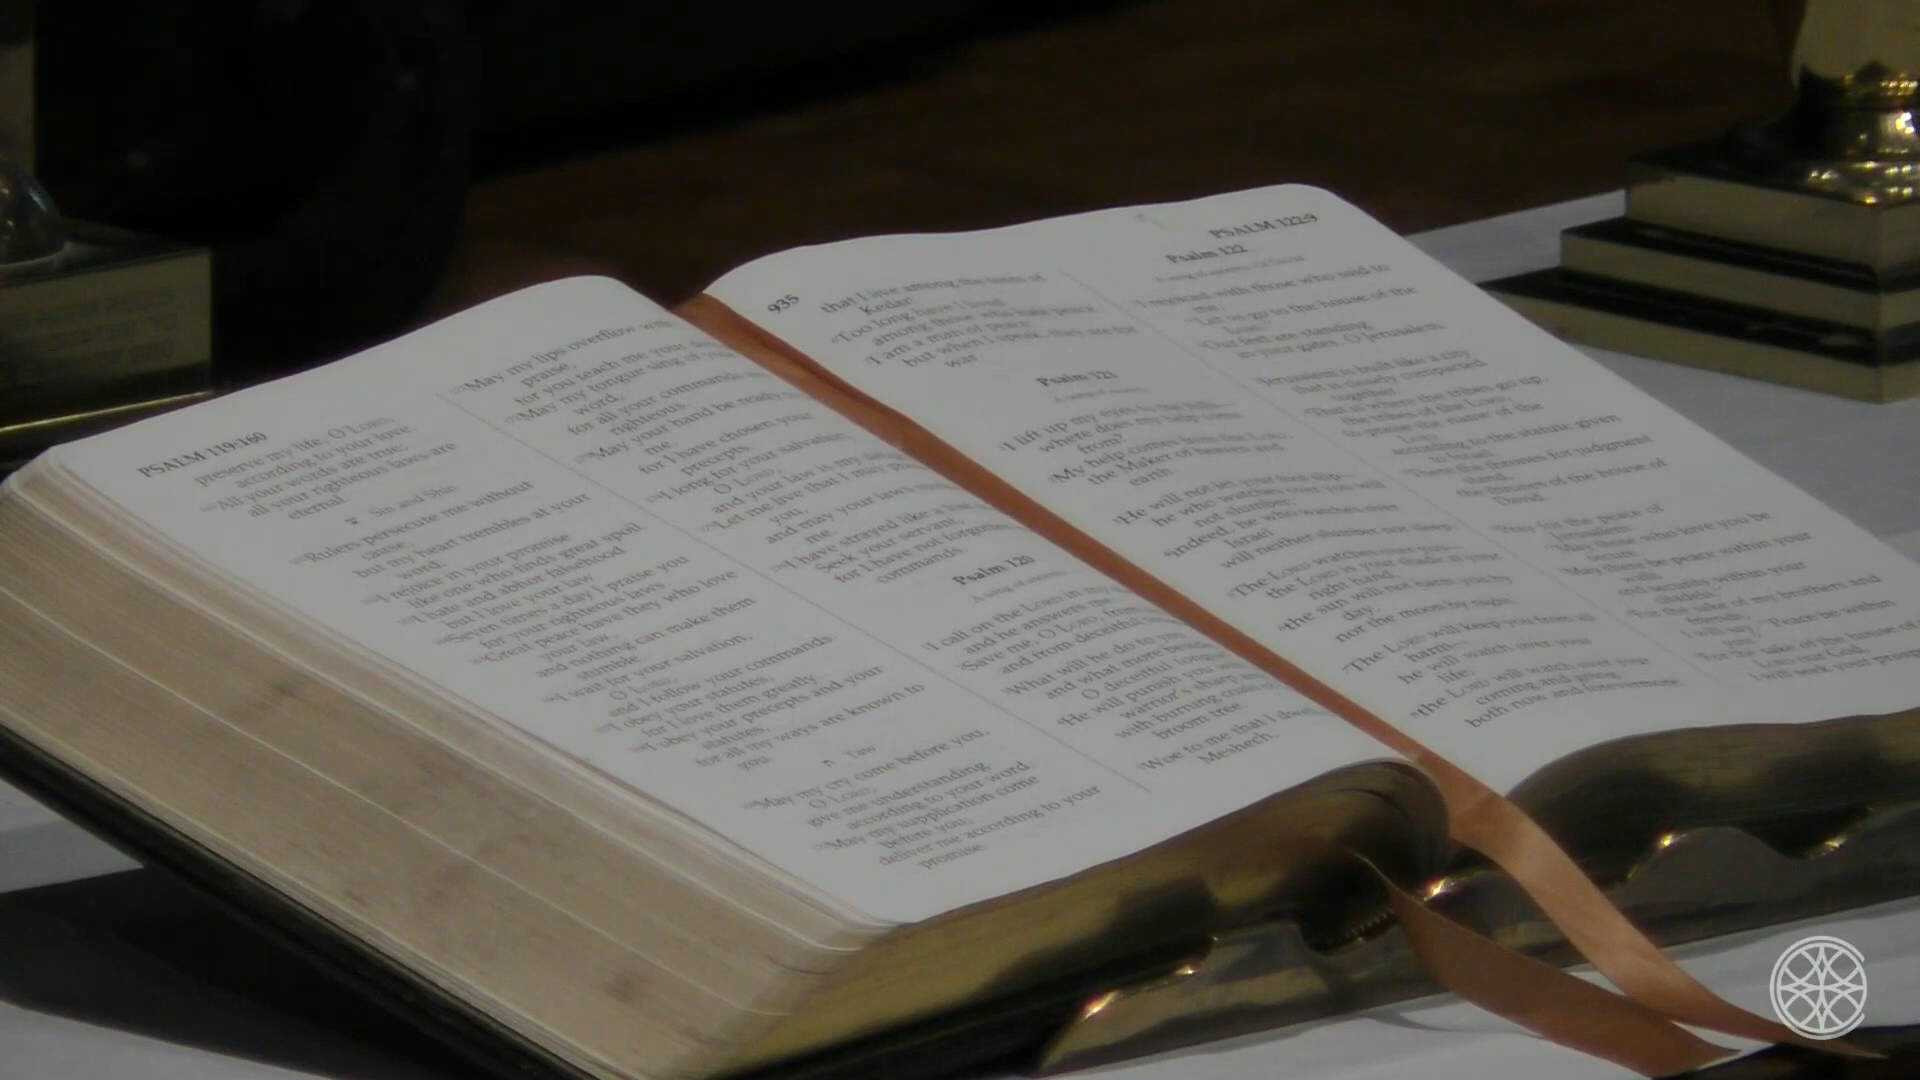 PSALM 119:160
preserve my life, O LORD,
according to your love.
All your words are true;
all your righteous laws are
eternal.
ש Sin and Shin
Rulers persecute me without
cause,
but my heart trembles at your
word.
I rejoice in your promise
like one who finds great spoil.
I hate and abhor falsehood
but I love your law.
Seven times a day I praise you
for your righteous laws.
Great peace have they who love
your law,
and nothing can make them
stumble.
I wait for your salvation,
O LORD,
and I follow your commands.
I obey your statutes,
for I love them greatly.
I obey your precepts and your
statutes,
for all my ways are known to
you.
ת Taw
May my cry come before you,
O LORD;
give me understanding
according to your word.
May my supplication come
before you;
deliver me according to your
promise.
May my lips overflow with
praise,
for you teach me your
May my tongue sing of your
word,
for all your commands
righteous.
May your hand be ready
me,
for I have chosen your
precepts.
I long for your salvation,
O LORD,
and your law is my
Let me live that I may praise
you,
and may your laws
me.
I have strayed like a
Seek your servant,
for I have not forgotten
commands.
Psalm 120
A song of ascents.
I call on the LORD in my
and he answers me.
Save me, O LORD, from
and from deceitful
What will he do to you,
and what more besides
O deceitful tongue
He will punish you
warrior's sharp
with burning coals
broom tree.
Woe to me that I
Meshech,
935
that I live among the tents of
Kedar!
Too long have I lived
among those who hate peace.
I am a man of peace;
but when I speak, they are for
war.
Psalm 121
A song of ascents.
I lift up my eyes to the hills
where does my help come
from?
My help comes from the LORD,
the Maker of heaven and
earth.
He will not let your foot slip
he who watches over you will
not slumber;
indeed, he who watches over
Israel
will neither slumber nor sleep.
The LORD watches over you
the LORD is your shade at your
right hand;
the sun will not harm you by
day,
nor the moon by night.
The LORD will keep you from all
harm
he will watch over your
life;
the LORD will watch over your
coming and going
both now and forevermore.
PSALM 122:9
Psalm 122
A song of ascents. Of David.
I rejoiced with those who said to
me,
"Let us go to the house of the
LORD."
Our feet are standing
in your gates, O Jerusalem.
Jerusalem is built like a city
that is closely compacted
together.
That is where the tribes go up,
the tribes of the LORD,
to praise the name of the
LORD
according to the statute given
to Israel.
There the thrones for judgment
stand,
the thrones of the house of
David.
Pray for the peace of
Jerusalem:
"May those who love you be
secure.
May there be peace within your
walls
and security within your
citadels."
For the sake of my brothers and
friends,
I will say, "Peace be within
you."
For the sake of the house of
LORD our God,
I will seek your